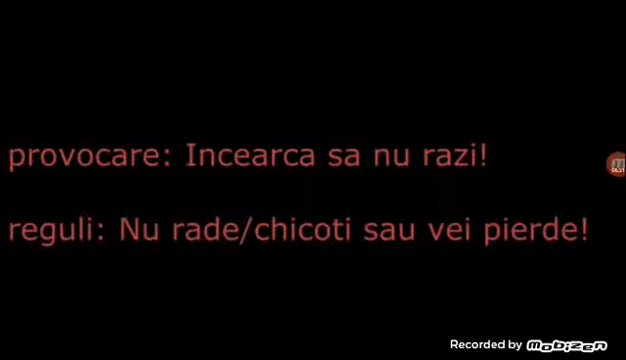 provocare: Incearca sa nu razi!
reguli: Nu rade/chicoti sau vei pierde!
Recorded by mobizen